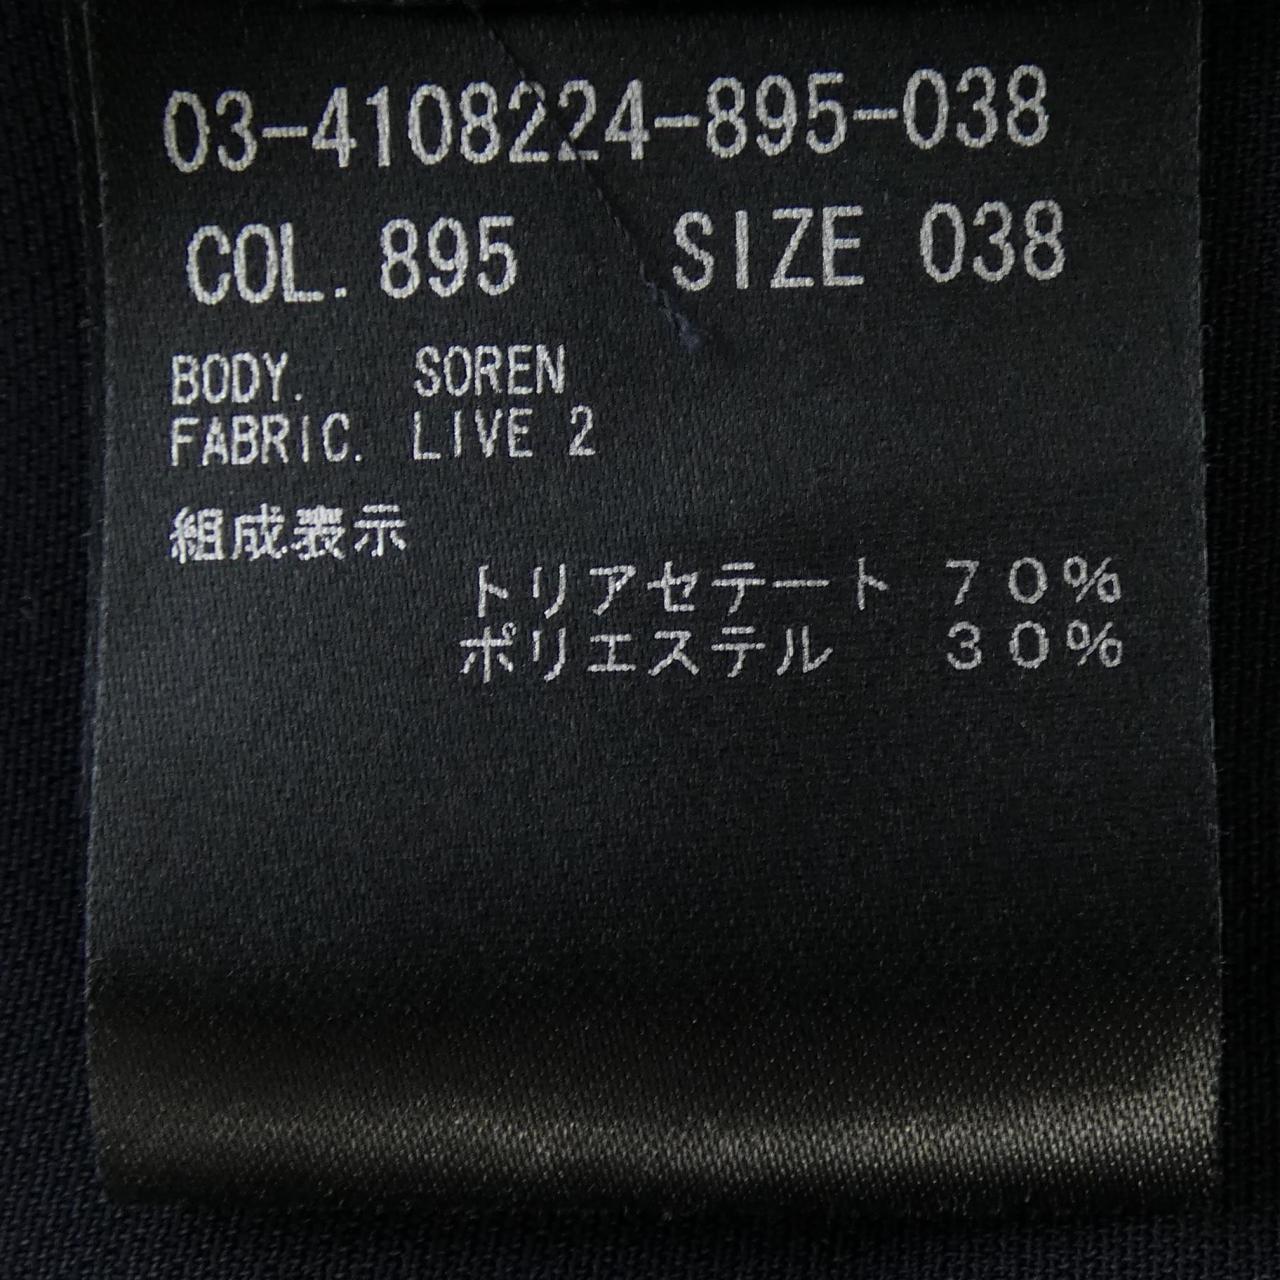 03-4108224-895-038
COL. 895 SIZE 038
BODY. SOREN
FABRIC. LIVE 2
組成表示
トリアセテート 70%
ポリエステル 30%